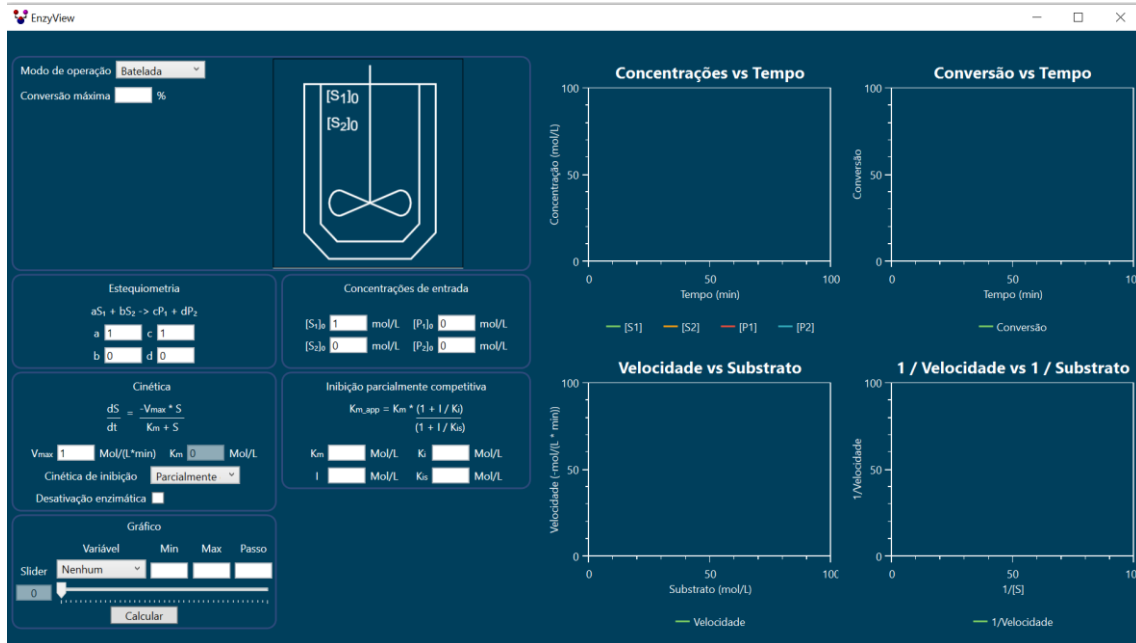 EnzyView
Modo de operação Batelada
Conversão máxima %
[S₁]₀
[S₂]₀
Estequiometria
aS₁ + bS₂ -> cP₁ + dP₂
a 1 c 1
b 0 d 0
Concentrações de entrada
[S₁]₀ 1 mol/L [P₁]₀ 0 mol/L
[S₂]₀ 0 mol/L [P₂]₀ 0 mol/L
Cinética
dS = -Vmax * S
dt Km + S
Vmax 1 Mol/(L*min) Km 0 Mol/L
Cinética de inibição Parcialmente
Desativação enzimática
Inibição parcialmente competitiva
Km_app = Km * (1 + I / Ki)
(1 + I / Kis)
Km Mol/L Ki Mol/L
I Mol/L Kis Mol/L
Gráfico
Variável Min Max Passo
Slider Nenhum
0
Calcular
Concentrações vs Tempo
Concentração (mol/L)
100
50
0
0 50 100
Tempo (min)
[S1] [S2] [P1] [P2]
Conversão vs Tempo
Conversão
100
50
0
0 50 10
Tempo (min)
Conversão
Velocidade vs Substrato
Velocidade (-mol/(L * min))
100
50
0
0 50 100
Substrato (mol/L)
Velocidade
1 / Velocidade vs 1 / Substrato
1/Velocidade
100
50
0
0 50 10
1/[S]
1/Velocidade